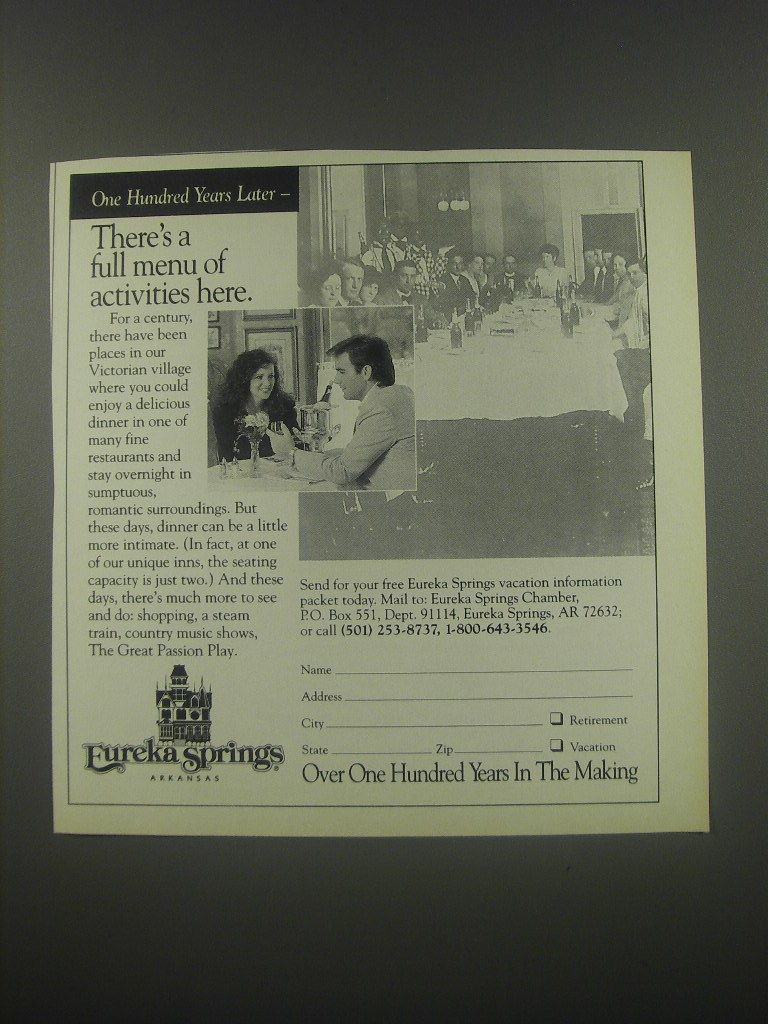 One Hundred Years Later –
There's a
full menu of
activities here.
For a century,
there have been
places in our
Victorian village
where you could
enjoy a delicious
dinner in one of
many fine
restaurants and
stay overnight in
sumptuous,
romantic surroundings. But
these days, dinner can be a little
more intimate. (In fact, at one
of our unique inns, the seating
capacity is just two.) And these
days, there's much more to see
and do: shopping, a steam
train, country music shows,
The Great Passion Play.
Eureka Springs®
ARKANSAS
Send for your free Eureka Springs vacation information
packet today. Mail to: Eureka Springs Chamber,
P.O. Box 551, Dept. 91114, Eureka Springs, AR 72632;
or call (501) 253-8737, 1-800-643-3546.
Name
Address
City Retirement
State Zip Vacation
Over One Hundred Years In The Making